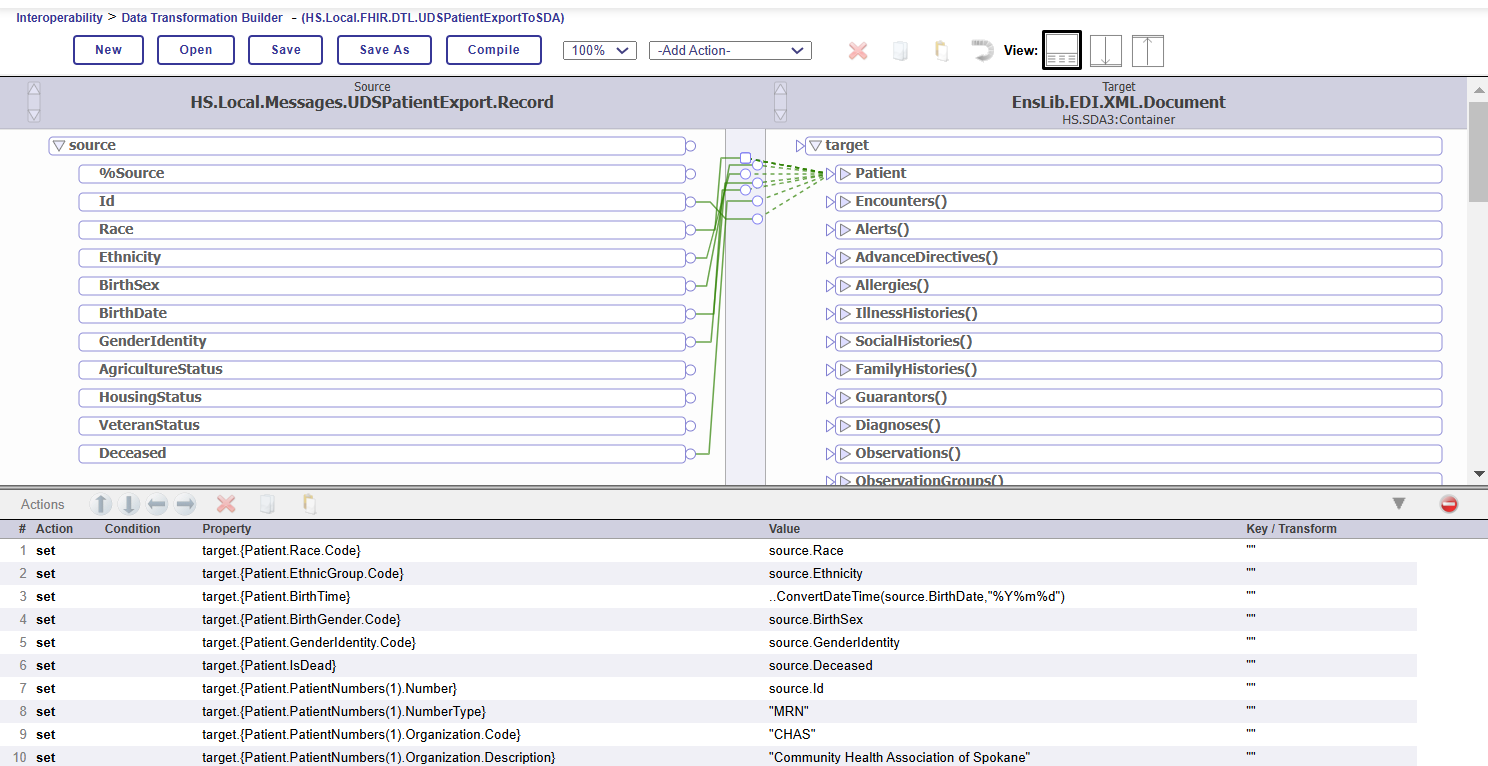 Interoperability > Data Transformation Builder - (HS.Local.FHIR.DTL.UDSPatientExportToSDA)
New Open Save Save As Compile 100% -Add Action- View:
Source
HS.Local.Messages.UDSPatientExport.Record
Target
EnsLib.EDI.XML.Document
HS.SDA3:Container
source target
%Source Patient
Id Encounters()
Race Alerts()
Ethnicity AdvanceDirectives()
BirthSex Allergies()
BirthDate IllnessHistories()
GenderIdentity SocialHistories()
AgricultureStatus FamilyHistories()
HousingStatus Guarantors()
VeteranStatus Diagnoses()
Deceased Observations()
ObservationGroups()
Actions
# Action Condition Property Value Key / Transform
1 set target.{Patient.Race.Code} source.Race ""
2 set target.{Patient.EthnicGroup.Code} source.Ethnicity ""
3 set target.{Patient.BirthTime} ..ConvertDateTime(source.BirthDate,"%Y%m%d") ""
4 set target.{Patient.BirthGender.Code} source.BirthSex ""
5 set target.{Patient.GenderIdentity.Code} source.GenderIdentity ""
6 set target.{Patient.IsDead} source.Deceased ""
7 set target.{Patient.PatientNumbers(1).Number} source.Id ""
8 set target.{Patient.PatientNumbers(1).NumberType} "MRN" ""
9 set target.{Patient.PatientNumbers(1).Organization.Code} "CHAS" ""
10 set target.{Patient.PatientNumbers(1).Organization.Description} "Community Health Association of Spokane" ""